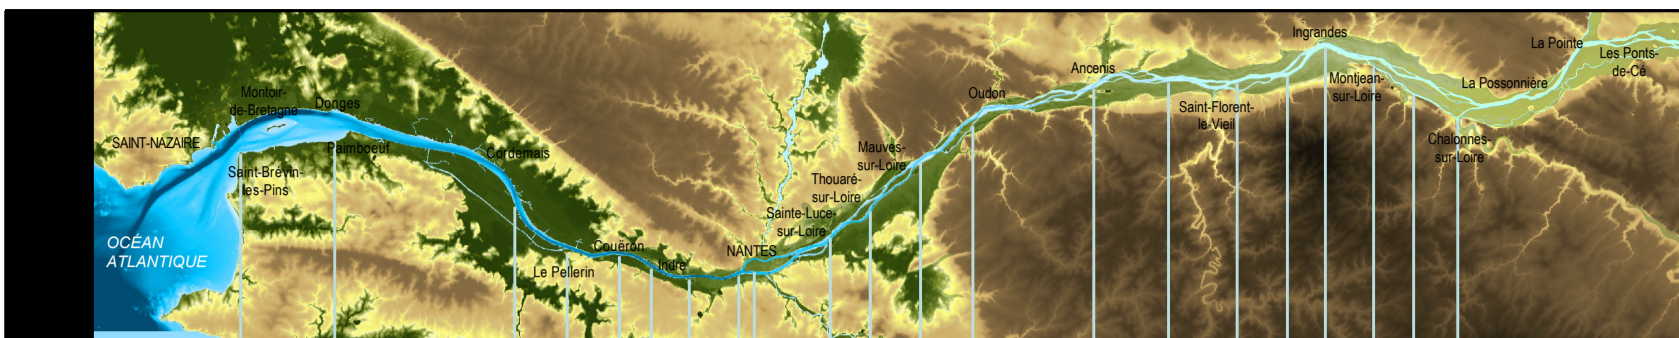 Montoir-
de-Bretagne
Donges
SAINT-NAZAIRE
Paimboeuf
Cordemais
Saint-Brévin-
les-Pins
OCÉAN
ATLANTIQUE
Le Pellerin
Couëron
Indre
NANTES
Sainte-Luce-
sur-Loire
Thouaré-
sur-Loire
Mauves-
sur-Loire
Oudon
Ancenis
Saint-Florent-
le-Vieil
Ingrandes
Montjean-
sur-Loire
La Possonnière
Chalonnes-
sur-Loire
La Pointe
Les Ponts-
de-Cé